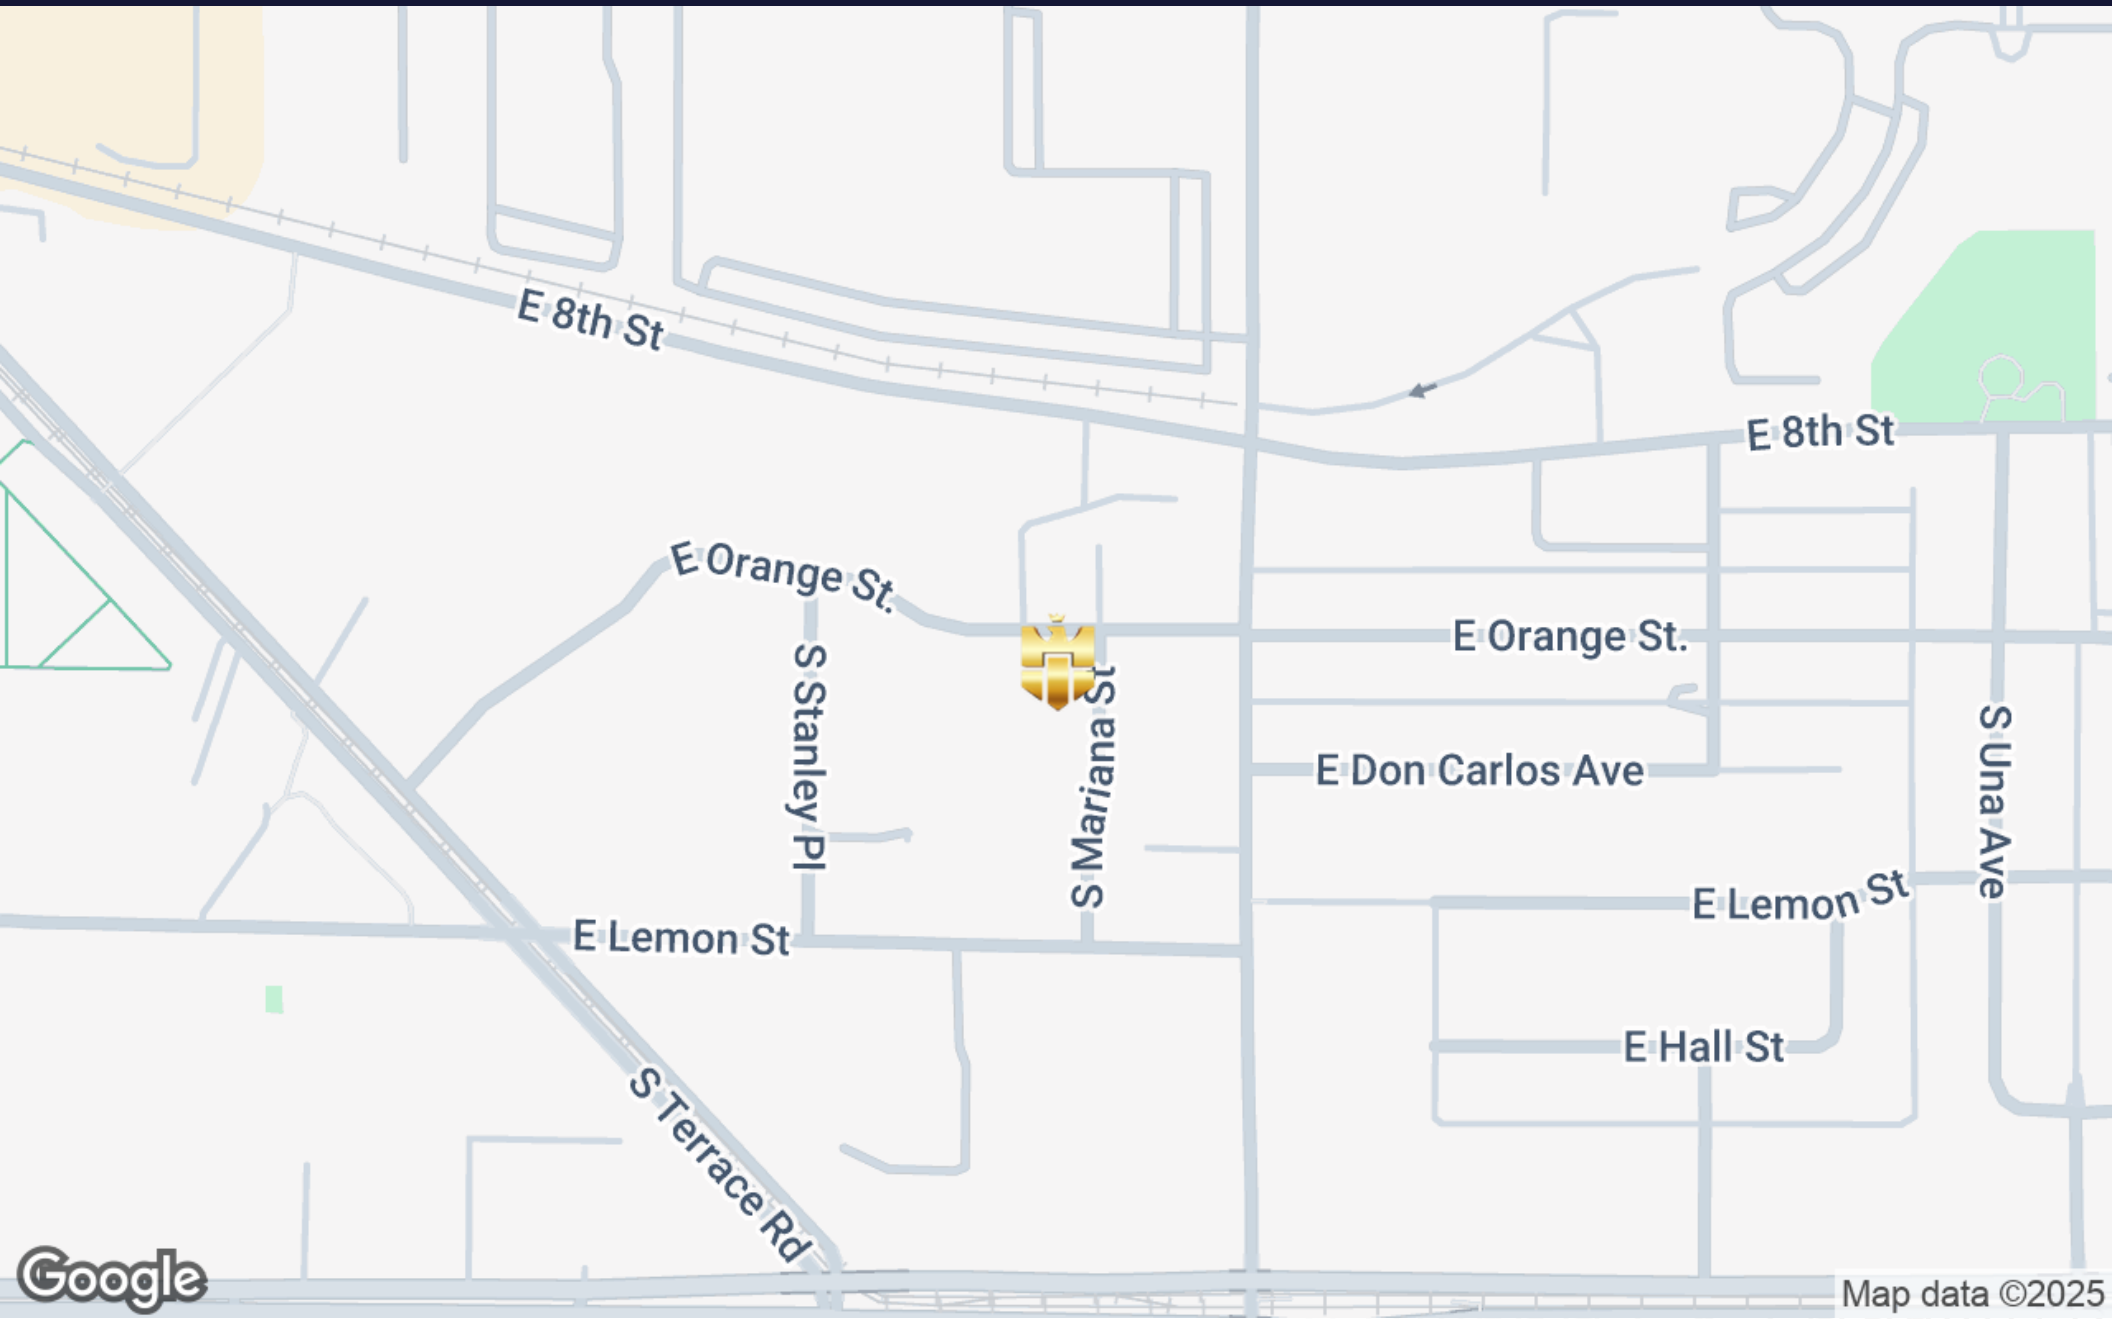 E 8th St
E 8th St
E Orange St.
E Orange St.
S Stanley Pl
S Mariana St
S Una Ave
E Don Carlos Ave
E Lemon St
E Lemon St
E Hall St
S Terrace Rd
Google
Map data ©2025